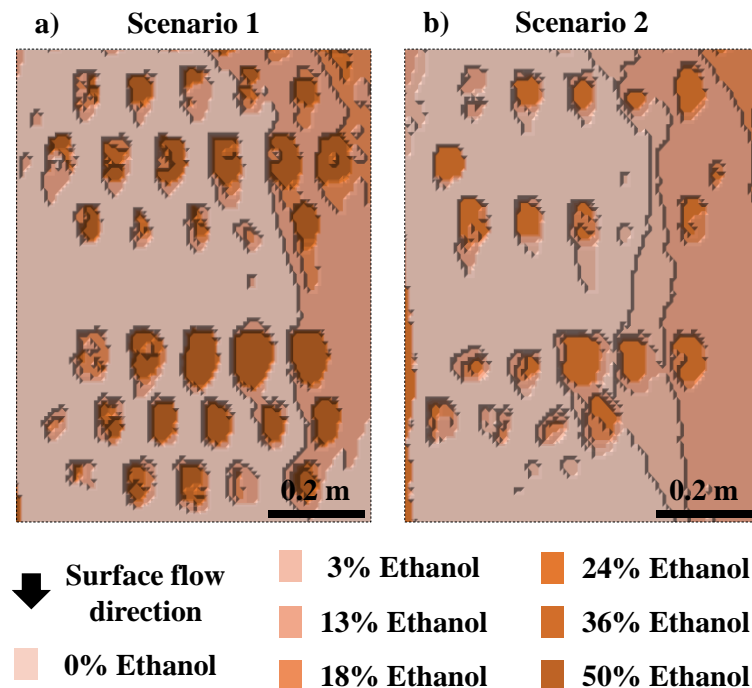 a) Scenario 1
b) Scenario 2
0.2 m
0.2 m
Surface flow
direction
0% Ethanol
3% Ethanol
13% Ethanol
18% Ethanol
24% Ethanol
36% Ethanol
50% Ethanol